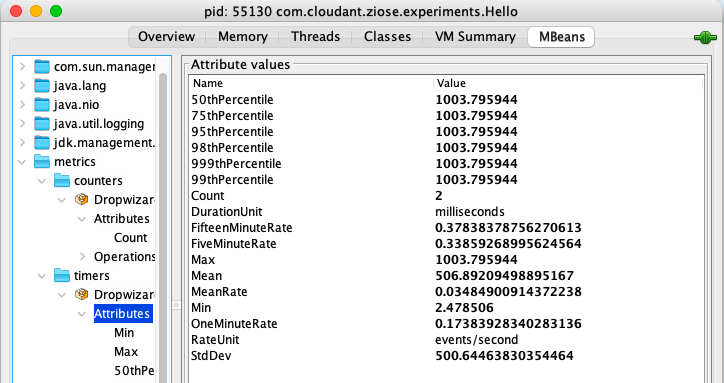 pid: 55130 com.cloudant.ziose.experiments.Hello
Overview Memory Threads Classes VM Summary MBeans
com.sun.manager
java.lang
java.nio
java.util.logging
jdk.management.
metrics
counters
Dropwizard
Attributes
Count
Operations
timers
Dropwizard
Attributes
Min
Max
50thPe
Attribute values
Name Value
50thPercentile 1003.795944
75thPercentile 1003.795944
95thPercentile 1003.795944
98thPercentile 1003.795944
999thPercentile 1003.795944
99thPercentile 1003.795944
Count 2
DurationUnit milliseconds
FifteenMinuteRate 0.37838378756270613
FiveMinuteRate 0.33859268995624564
Max 1003.795944
Mean 506.89209498895167
MeanRate 0.03484900914372238
Min 2.478506
OneMinuteRate 0.17383928340283136
RateUnit events/second
StdDev 500.64463830354464